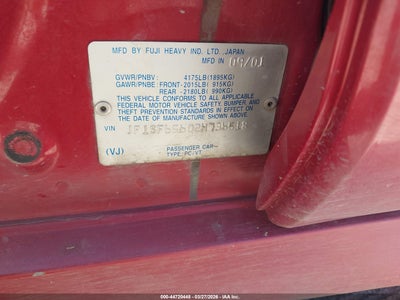 MFD BY FUJI HEAVY IND. LTD. JAPAN
MFD IN 09/01
GVWR/PNBV: 4175LB(1895KG)
GAWR/PNBE: FRONT-2015LB( 915KG)
REAR -2180LB( 990KG)
THIS VEHICLE CONFORMS TO ALL APPLICABLE
FEDERAL MOTOR VEHICLE SAFETY, BUMPER, AND
THEFT PREVENTION STANDARDS IN EFFECT ON
THE DATE OF MANUFACTURE SHOWN ABOVE.
VIN
(VJ)
PASSENGER CAR—
TYPE:PC/VT
000-44720449 - 03/27/2026 - IAA Inc.